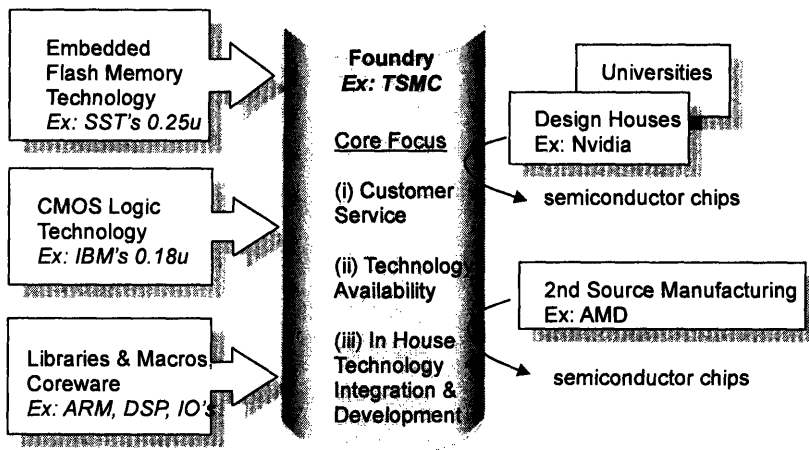 Embedded
Flash Memory
Technology
Ex: SST's 0.25u
CMOS Logic
Technology
Ex: IBM's 0.18u
Libraries & Macros,
Coreware
Ex: ARM, DSP, IO's
Foundry
Ex: TSMC
Core Focus
(i) Customer
Service
(ii) Technology
Availability
(iii) In House
Technology
Integration &
Development
Universities
Design Houses
Ex: Nvidia
semiconductor chips
2nd Source Manufacturing
Ex: AMD
semiconductor chips